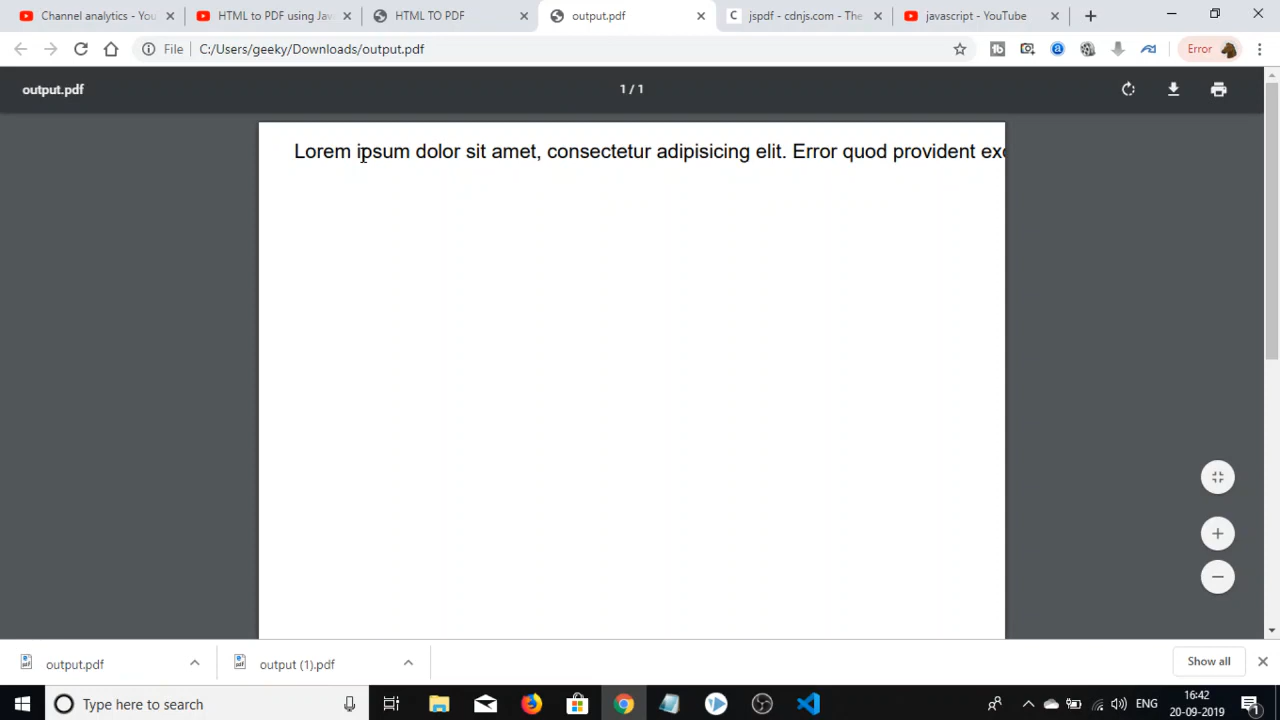 Channel analytics - You
HTML to PDF using Jav
HTML TO PDF
output.pdf
jspdf - cdnjs.com - The
javascript - YouTube
File
C:/Users/geeky/Downloads/output.pdf
Error
output.pdf
1 / 1
Lorem ipsum dolor sit amet, consectetur adipisicing elit. Error quod provident exc
output.pdf
output (1).pdf
Show all
Type here to search
ENG
16:42
20-09-2019